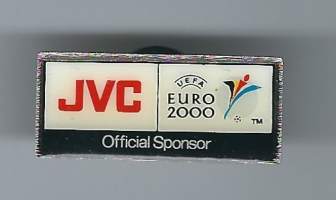 JVC
UEFA
EURO
2000
TM
Official Sponsor